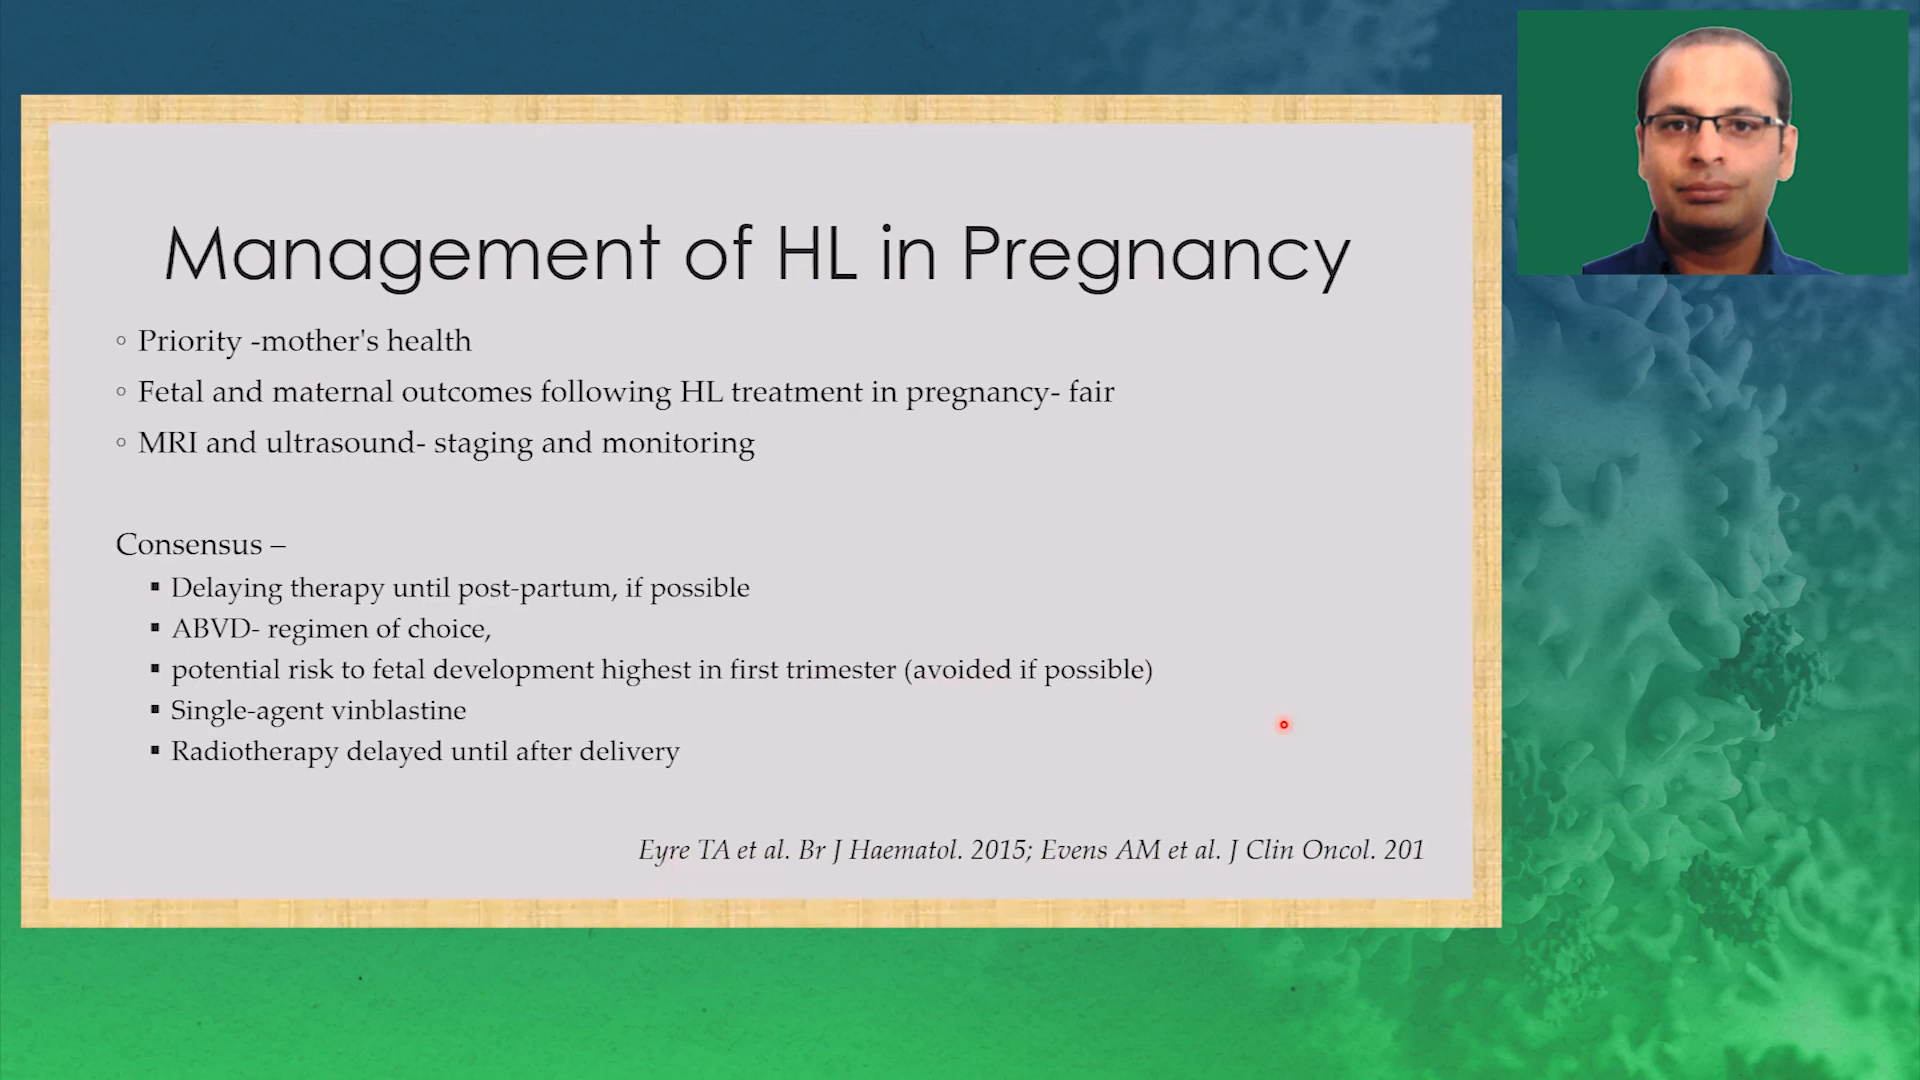 Management of HL in Pregnancy
◦ Priority -mother's health
◦ Fetal and maternal outcomes following HL treatment in pregnancy- fair
◦ MRI and ultrasound- staging and monitoring
Consensus –
▪ Delaying therapy until post-partum, if possible
▪ ABVD- regimen of choice,
▪ potential risk to fetal development highest in first trimester (avoided if possible)
▪ Single-agent vinblastine
▪ Radiotherapy delayed until after delivery
Eyre TA et al. Br J Haematol. 2015; Evens AM et al. J Clin Oncol. 201